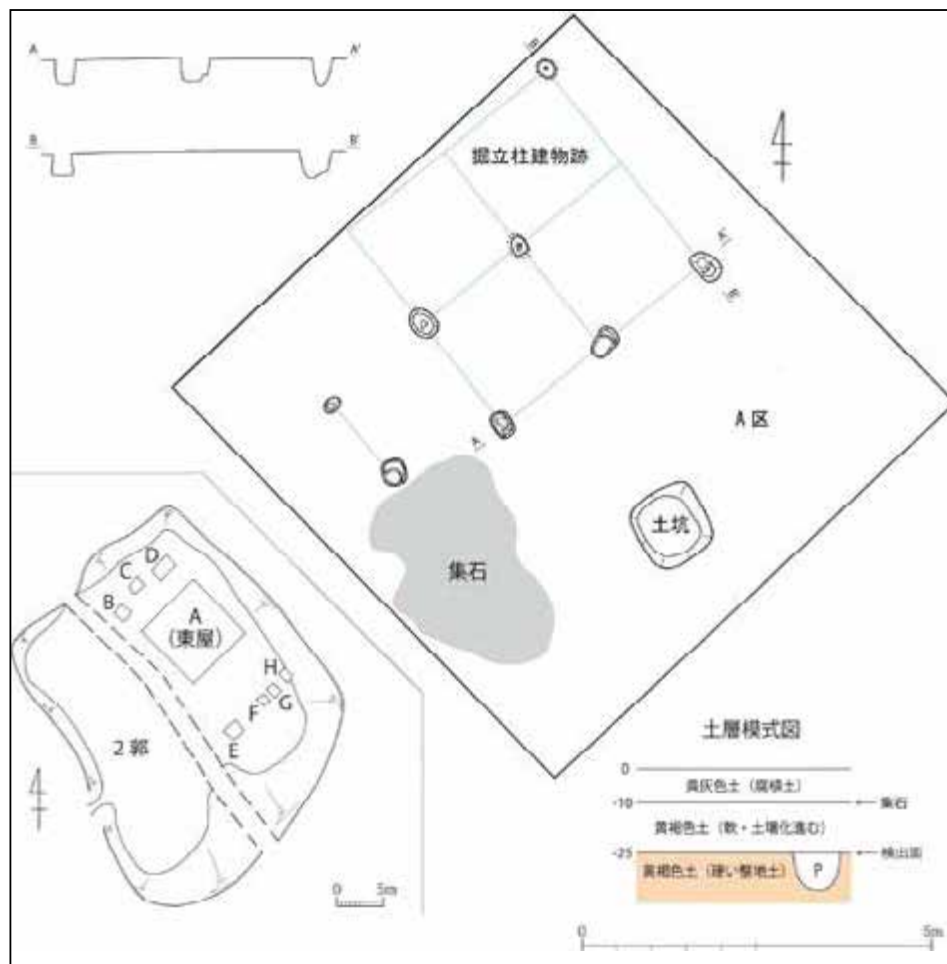 A A'
B B'
B
掘立柱建物跡
A'
B'
A区
A
土坑
集石
D
C
B
A
(東屋)
H
G
F
E
2郭
0 5m
土層模式図
0
黄灰色土（腐植土）
-10 集石
黄褐色土（軟・土壌化進む）
-25 検出面
黄褐色土（硬い整地土） P
0 5m